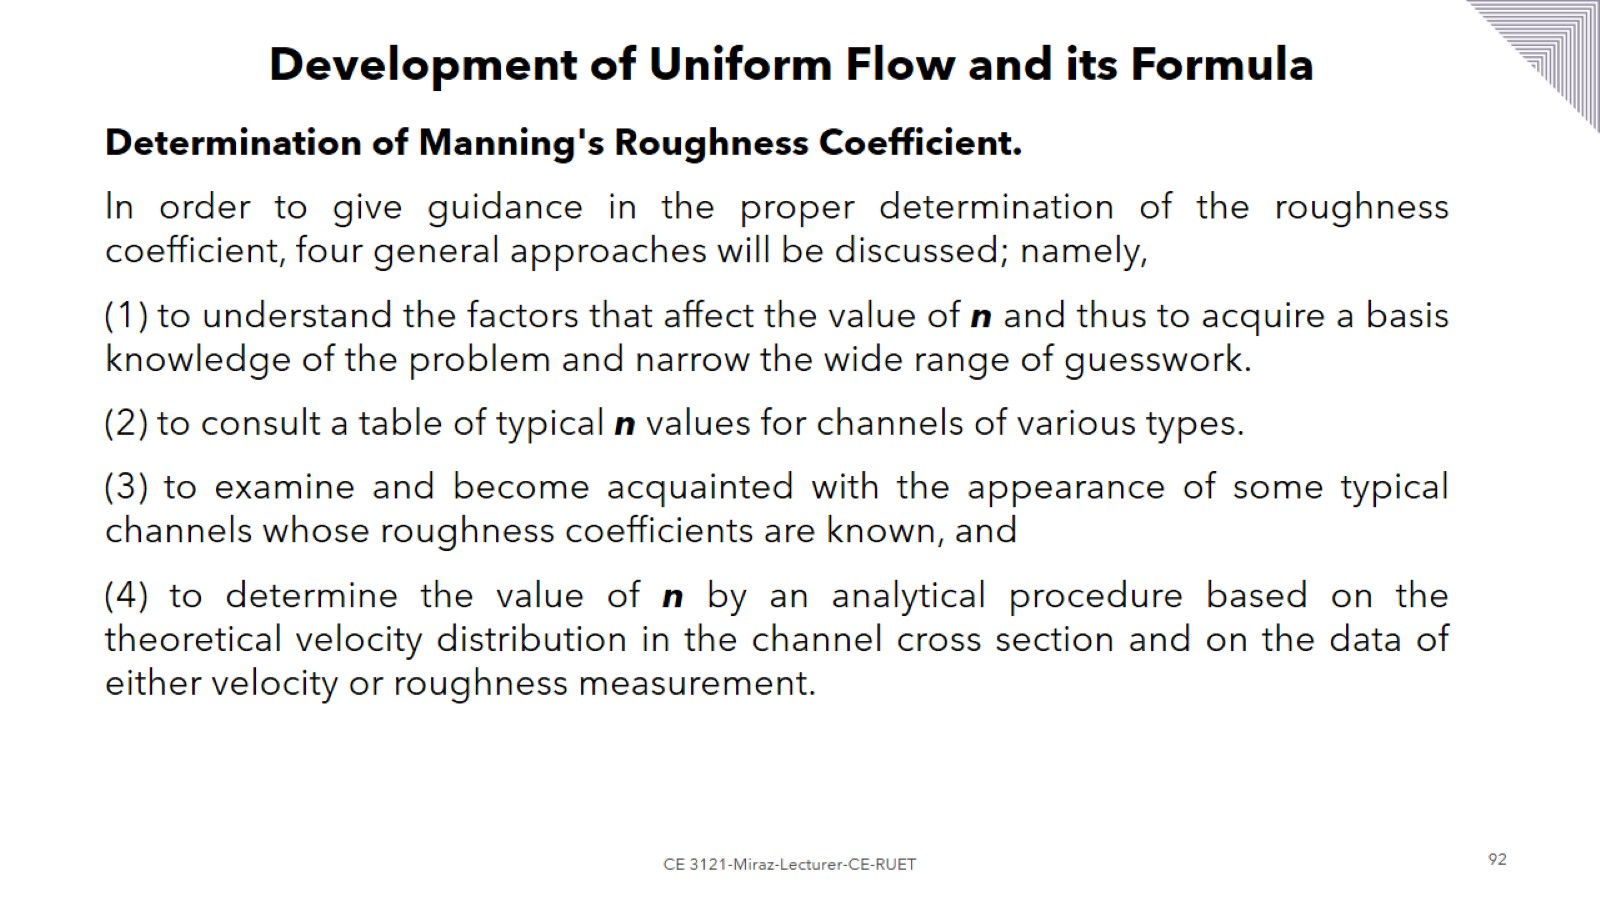 Development of Uniform Flow and its Formula
Determination of Manning's Roughness Coefficient.
In order to give guidance in the proper determination of the roughness
coefficient, four general approaches will be discussed; namely,
(1) to understand the factors that affect the value of n and thus to acquire a basis
knowledge of the problem and narrow the wide range of guesswork.
(2) to consult a table of typical n values for channels of various types.
(3) to examine and become acquainted with the appearance of some typical
channels whose roughness coefficients are known, and
(4) to determine the value of n by an analytical procedure based on the
theoretical velocity distribution in the channel cross section and on the data of
either velocity or roughness measurement.
CE 3121-Miraz-Lecturer-CE-RUET
92